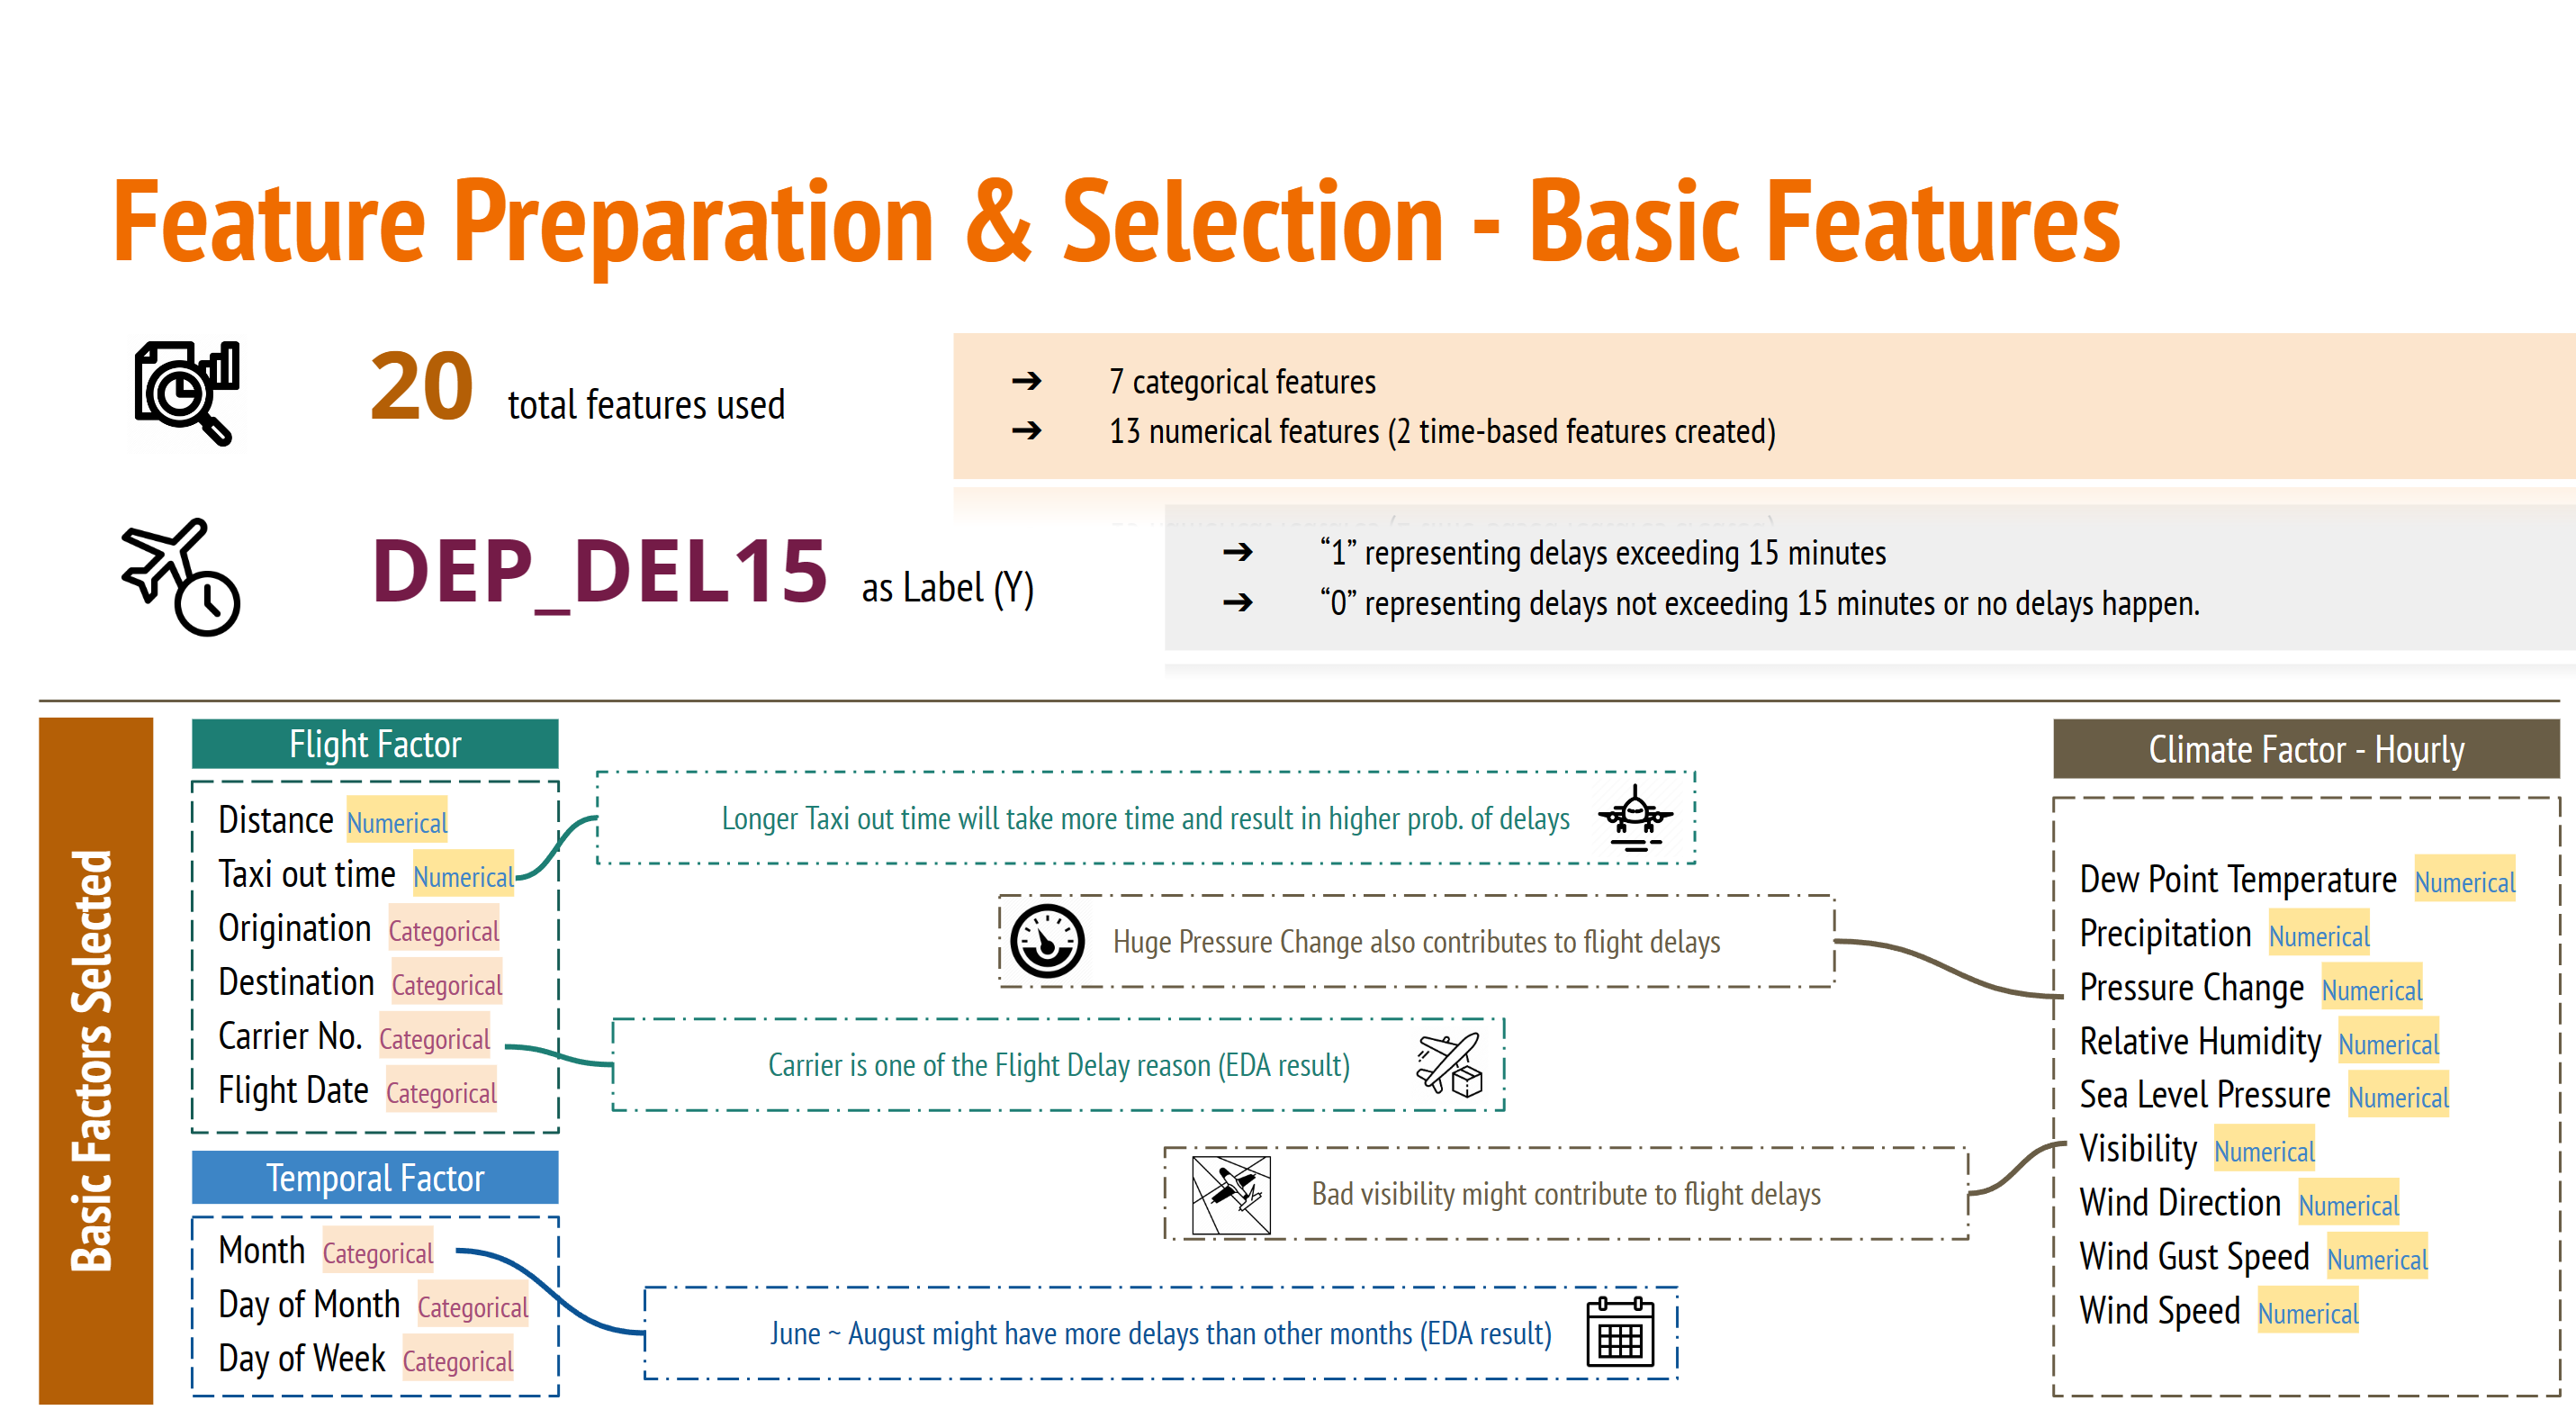 Feature Preparation & Selection - Basic Features
20 total features used
➔ 7 categorical features
➔ 13 numerical features (2 time-based features created)
DEP_DEL15 as Label (Y)
➔ “1” representing delays exceeding 15 minutes
➔ “0” representing delays not exceeding 15 minutes or no delays happen.
Basic Factors Selected
Flight Factor
Distance Numerical
Taxi out time Numerical
Origination Categorical
Destination Categorical
Carrier No. Categorical
Flight Date Categorical
Temporal Factor
Month Categorical
Day of Month Categorical
Day of Week Categorical
Longer Taxi out time will take more time and result in higher prob. of delays
Huge Pressure Change also contributes to flight delays
Carrier is one of the Flight Delay reason (EDA result)
Bad visibility might contribute to flight delays
June ~ August might have more delays than other months (EDA result)
Climate Factor - Hourly
Dew Point Temperature Numerical
Precipitation Numerical
Pressure Change Numerical
Relative Humidity Numerical
Sea Level Pressure Numerical
Visibility Numerical
Wind Direction Numerical
Wind Gust Speed Numerical
Wind Speed Numerical